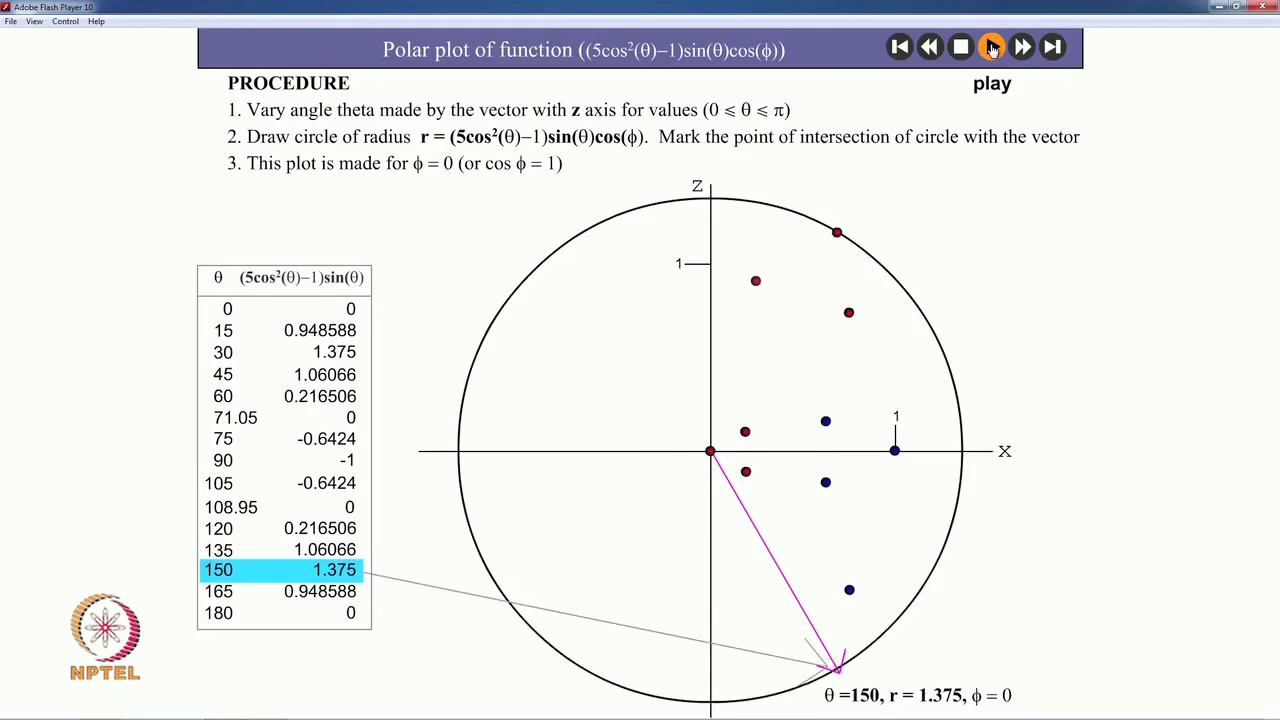 Adobe Flash Player 10
File View Control Help
Polar plot of function ((5cos²(θ)−1)sin(θ)cos(ϕ))
play
PROCEDURE
1. Vary angle theta made by the vector with z axis for values (0 ⩽ θ ⩽ π)
2. Draw circle of radius r = (5cos²(θ)−1)sin(θ)cos(ϕ). Mark the point of intersection of circle with the vector
3. This plot is made for ϕ = 0 (or cos ϕ = 1)
Z
1
1
X
θ (5cos²(θ)−1)sin(θ)
0 0
15 0.948588
30 1.375
45 1.06066
60 0.216506
71.05 0
75 -0.6424
90 -1
105 -0.6424
108.95 0
120 0.216506
135 1.06066
150 1.375
165 0.948588
180 0
θ =150, r = 1.375, ϕ = 0
NPTEL